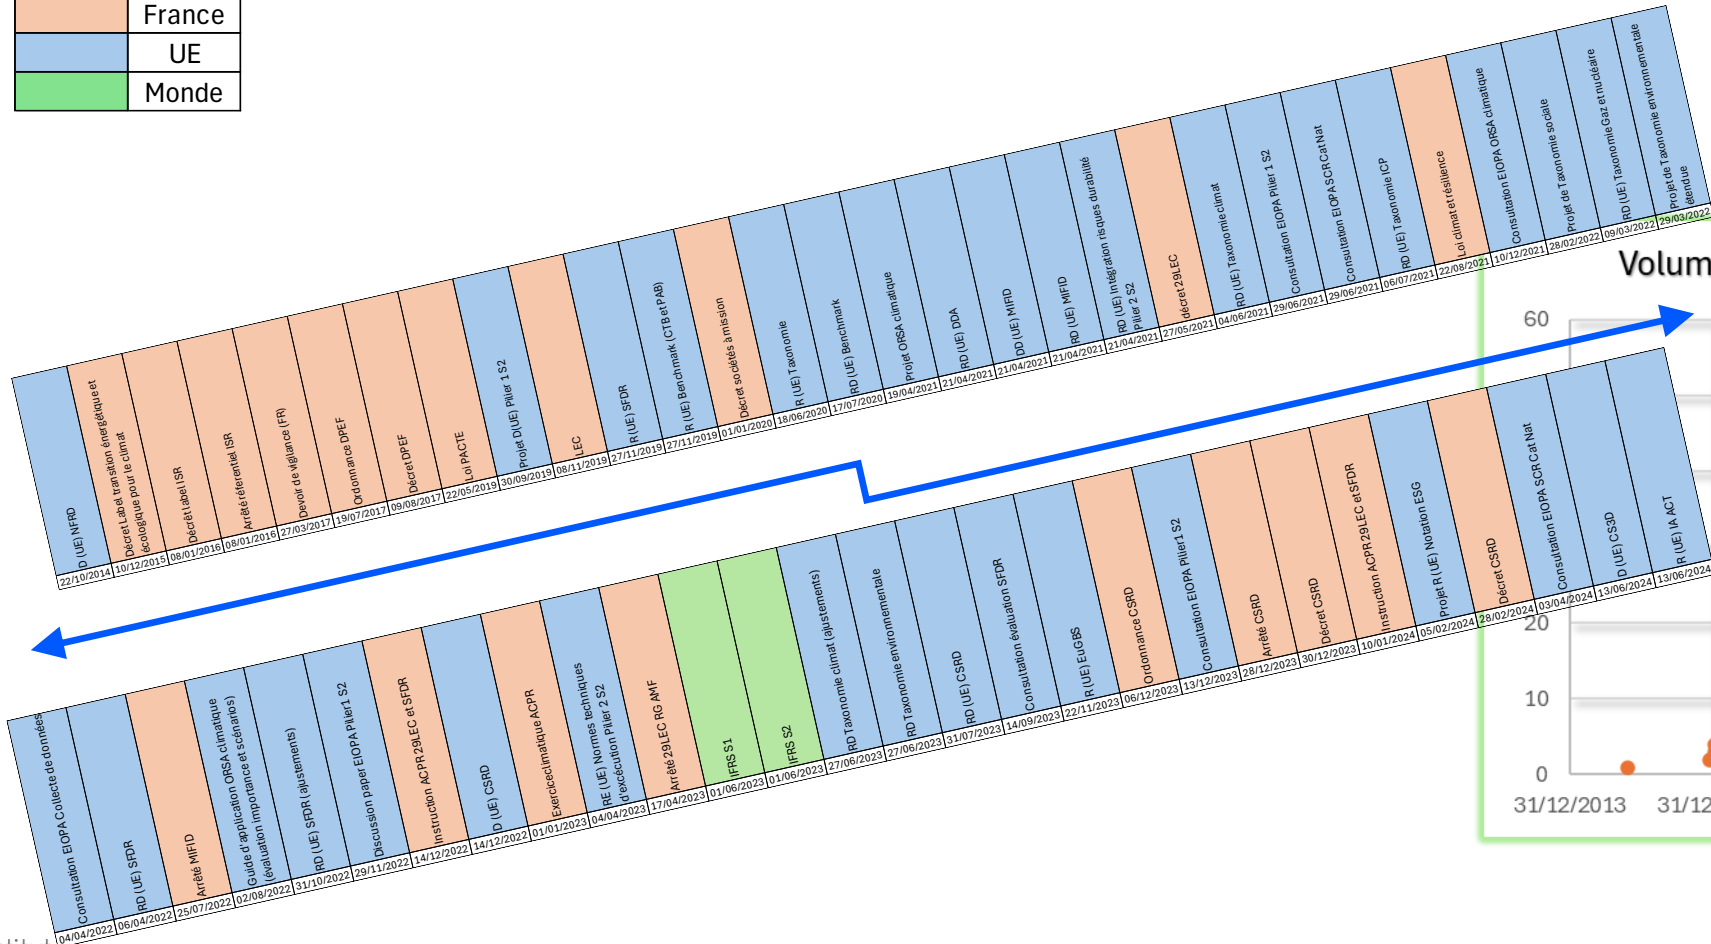 France
UE
Monde
D (UE) NFRD
22/10/2014
Décret Label transition énergétique et
écologique pour le climat
10/12/2015
Décrét Label ISR
08/01/2016
Arrêté réferentiel ISR
08/01/2016
Devoir de vigilance (FR)
27/03/2017
Ordonnance DPEF
19/07/2017
Décret DPEF
09/08/2017
Loi PACTE
22/05/2019
Projet D(UE) Pilier 1 S2
30/09/2019
LEC
08/11/2019
R (UE) SFDR
27/11/2019
R (UE) Benchmark (CTB et PAB)
27/11/2019
Décret sociétés à mission
01/01/2020
R (UE) Taxonomie
18/06/2020
RD (UE) Benchmark
17/07/2020
Projet ORSA climatique
19/04/2021
RD (UE) DDA
21/04/2021
DD (UE) MIFID
21/04/2021
RD (UE) MIFID
21/04/2021
RD (UE) Intégration risques durabilité
Pilier 2 S2
21/04/2021
décret 29LEC
27/05/2021
RD (UE) Taxonomie climat
04/06/2021
Consultation EIOPA Pilier 1 S2
29/06/2021
Consultation EIOPA SCR Cat Nat
29/06/2021
RD (UE) Taxonomie ICP
06/07/2021
Loi climat et résilience
22/08/2021
Consultation EIOPA ORSA climatique
10/12/2021
Projet de Taxonomie sociale
28/02/2022
RD (UE) Taxonomie Gaz et nucléaire
09/03/2022
Projet de Taxonomie environnementale
étendue
29/03/2022
Consultation EIOPA Collecte de données
04/04/2022
RD (UE) SFDR
06/04/2022
Arrêté MIFID
25/07/2022
Guide d'application ORSA climatique
(évaluation importance et scénarios)
02/08/2022
RD (UE) SFDR (ajustements)
31/10/2022
Discussion paper EIOPA Pilier1 S2
29/11/2022
Instruction ACPR 29LEC et SFDR
14/12/2022
D (UE) CSRD
14/12/2022
Exercice climatique ACPR
01/01/2023
RE (UE) Normes techniques
d'excécution Pilier 2 S2
04/04/2023
Arrêté 29LEC RG AMF
17/04/2023
IFRS S1
01/06/2023
IFRS S2
01/06/2023
RD Taxonomie climat (ajustements)
27/06/2023
RD Taxonomie environnementale
27/06/2023
RD (UE) CSRD
31/07/2023
Consultation évaluation SFDR
14/09/2023
R (UE) EuGBS
22/11/2023
Ordonnance CSRD
06/12/2023
Consultation EIOPA Pilier1 S2
13/12/2023
Arrêté CSRD
28/12/2023
Décret CSRD
30/12/2023
Instruction ACPR 29LEC et SFDR
10/01/2024
Projet R (UE) Notation ESG
05/02/2024
Décret CSRD
28/02/2024
Consultation EIOPA SCR Cat Nat
03/04/2024
D (UE) CS3D
13/06/2024
R (UE) IA ACT
13/06/2024
Volum
60
20
10
0
31/12/2013
31/12